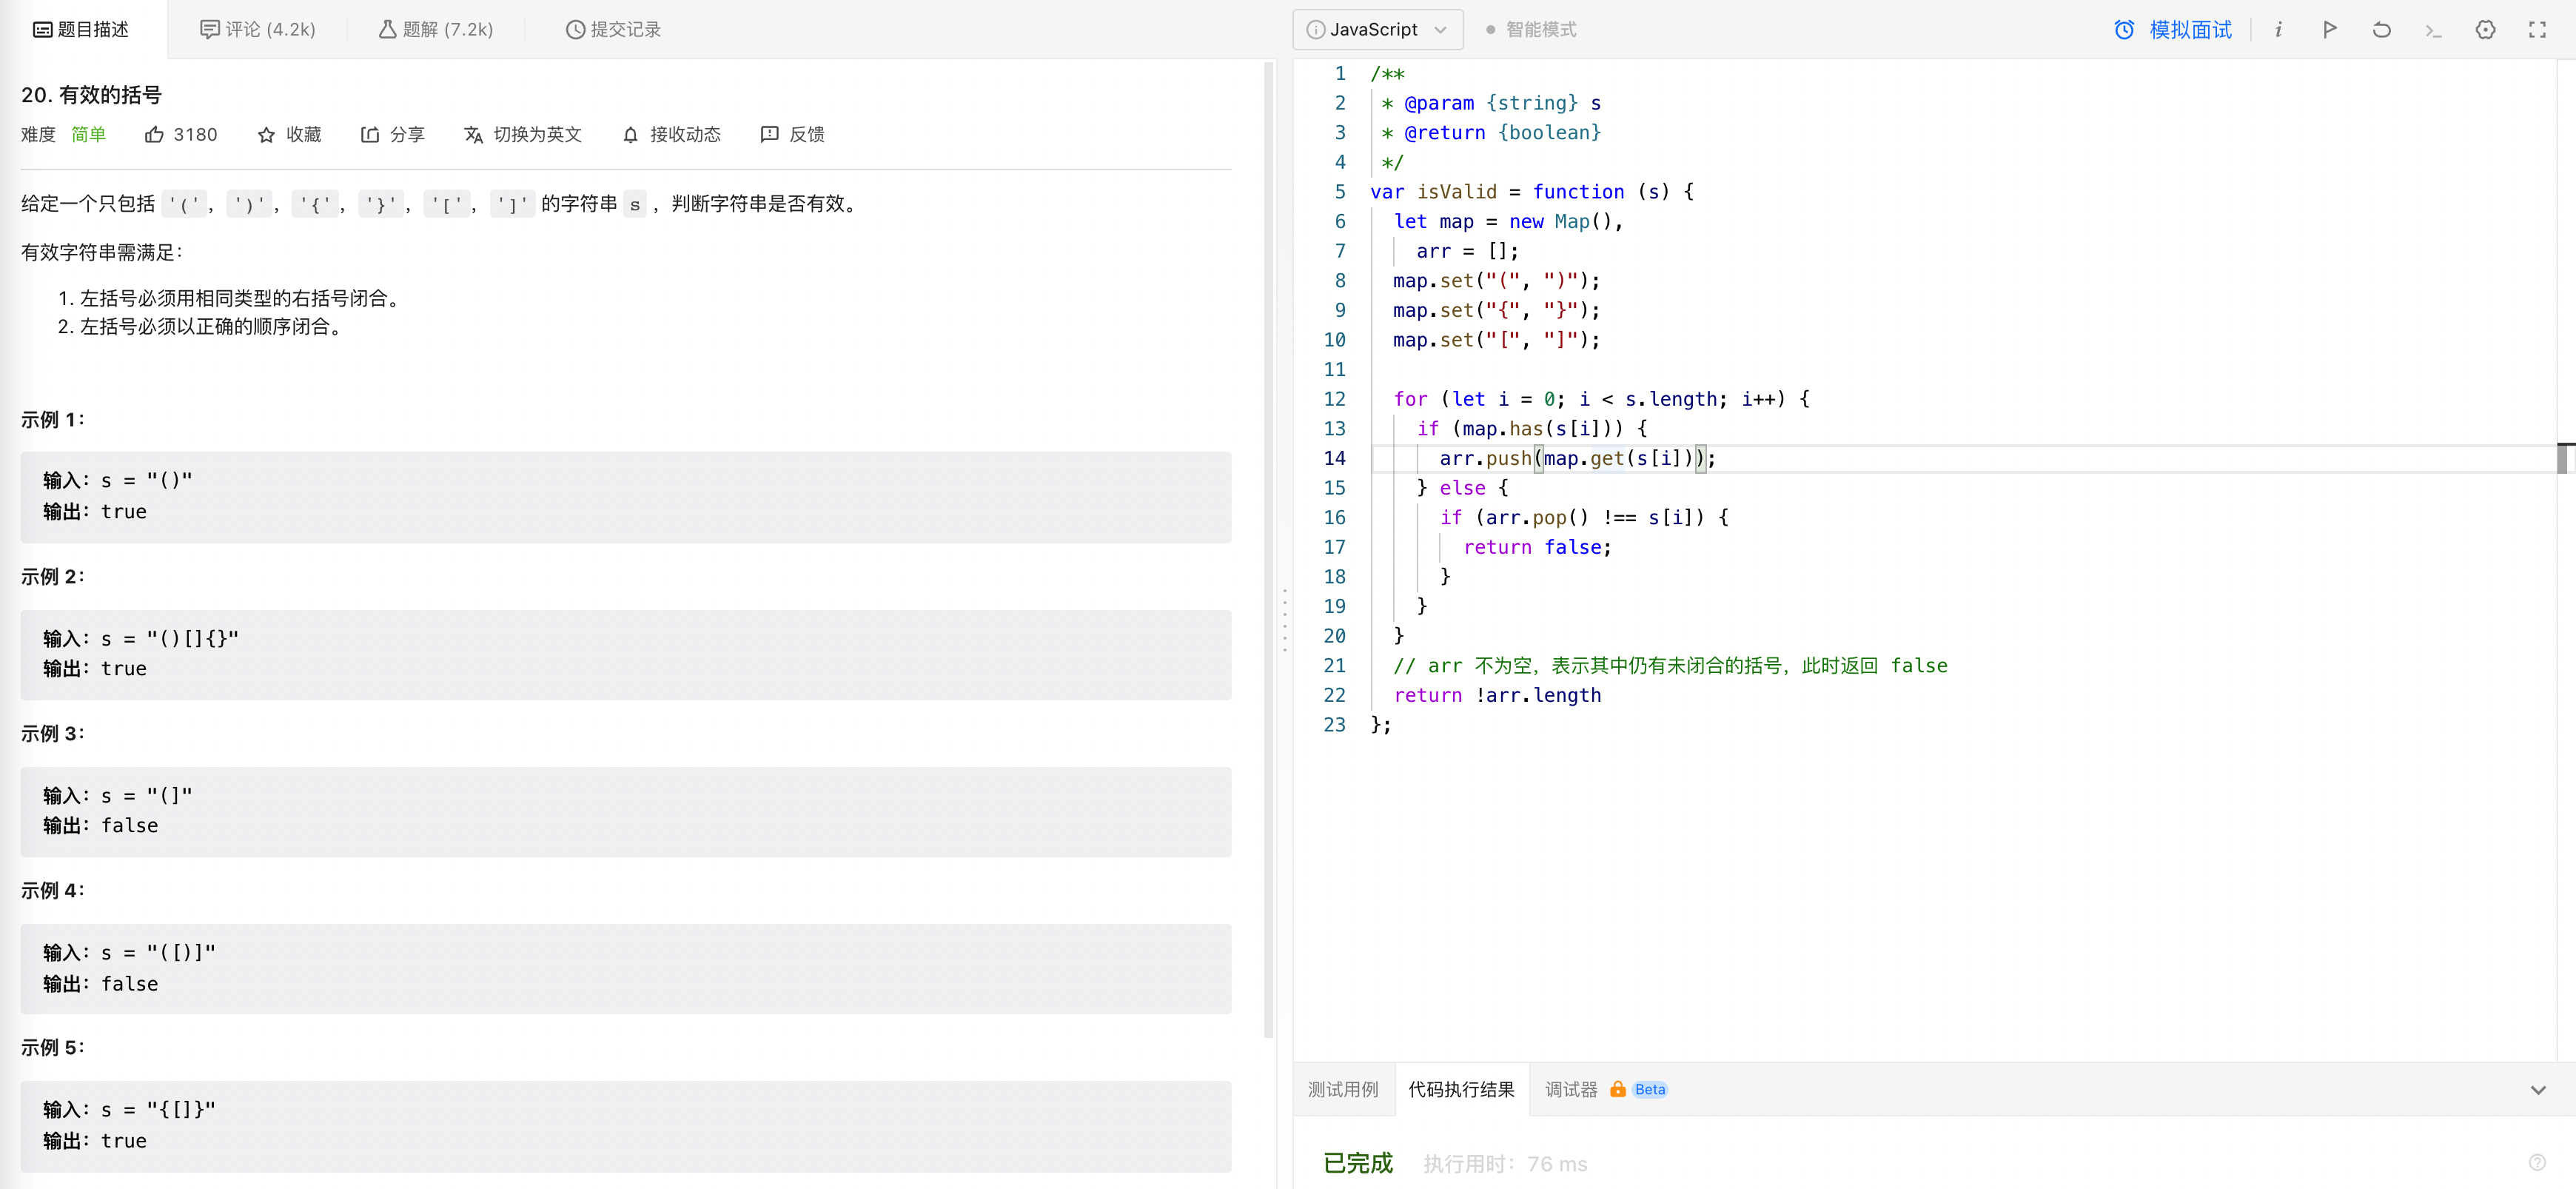 题目描述
评论 (4.2k)
题解 (7.2k)
提交记录
20. 有效的括号
难度 简单 3180 收藏 分享 切换为英文 接收动态 反馈
给定一个只包括 '('，')'，'{'，'}'，'['，']' 的字符串 s ，判断字符串是否有效。
有效字符串需满足：
1. 左括号必须用相同类型的右括号闭合。
2. 左括号必须以正确的顺序闭合。
示例 1：
输入：s = "()"
输出：true
示例 2：
输入：s = "()[]{}"
输出：true
示例 3：
输入：s = "(]"
输出：false
示例 4：
输入：s = "([)]"
输出：false
示例 5：
输入：s = "{[]}"
输出：true
JavaScript
智能模式
模拟面试
1 /**
2 * @param {string} s
3 * @return {boolean}
4 */
5 var isValid = function (s) {
6 let map = new Map(),
7 arr = [];
8 map.set("(", ")");
9 map.set("{", "}");
10 map.set("[", "]");
11
12 for (let i = 0; i < s.length; i++) {
13 if (map.has(s[i])) {
14 arr.push(map.get(s[i]));
15 } else {
16 if (arr.pop() !== s[i]) {
17 return false;
18 }
19 }
20 }
21 // arr 不为空，表示其中仍有未闭合的括号，此时返回 false
22 return !arr.length
23 };
测试用例
代码执行结果
调试器 Beta
已完成 执行用时：76 ms